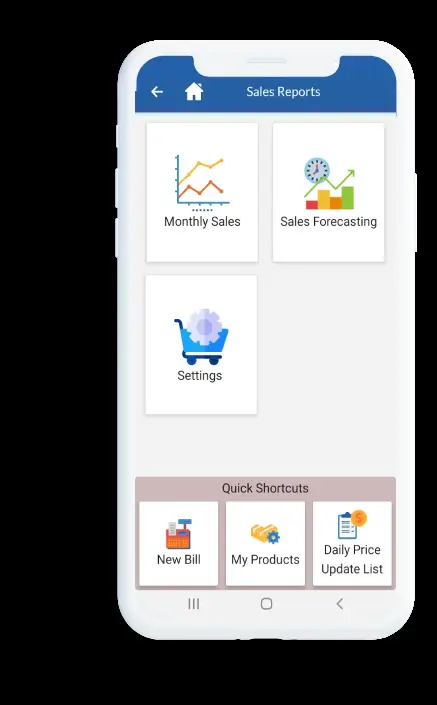 Sales Reports
Monthly Sales
Sales Forecasting
Settings
Quick Shortcuts
New Bill
My Products
Daily Price
Update List